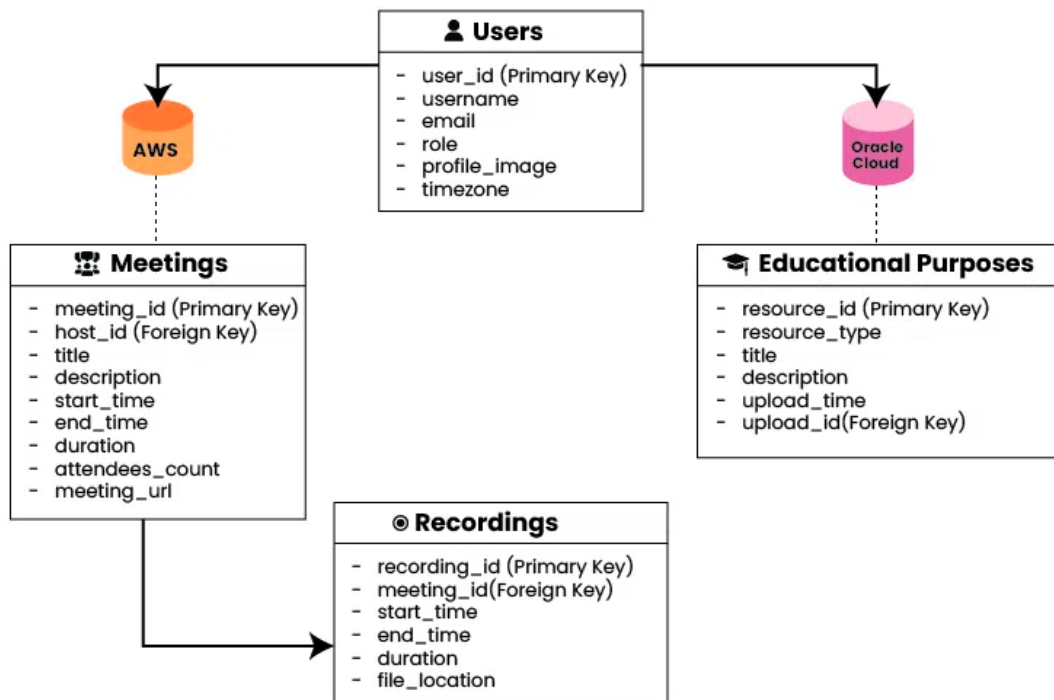 Users
- user_id (Primary Key)
- username
- email
- role
- profile_image
- timezone
AWS
Oracle
Cloud
Meetings
- meeting_id (Primary Key)
- host_id (Foreign Key)
- title
- description
- start_time
- end_time
- duration
- attendees_count
- meeting_url
Educational Purposes
- resource_id (Primary Key)
- resource_type
- title
- description
- upload_time
- upload_id(Foreign Key)
Recordings
- recording_id (Primary Key)
- meeting_id(Foreign Key)
- start_time
- end_time
- duration
- file_location